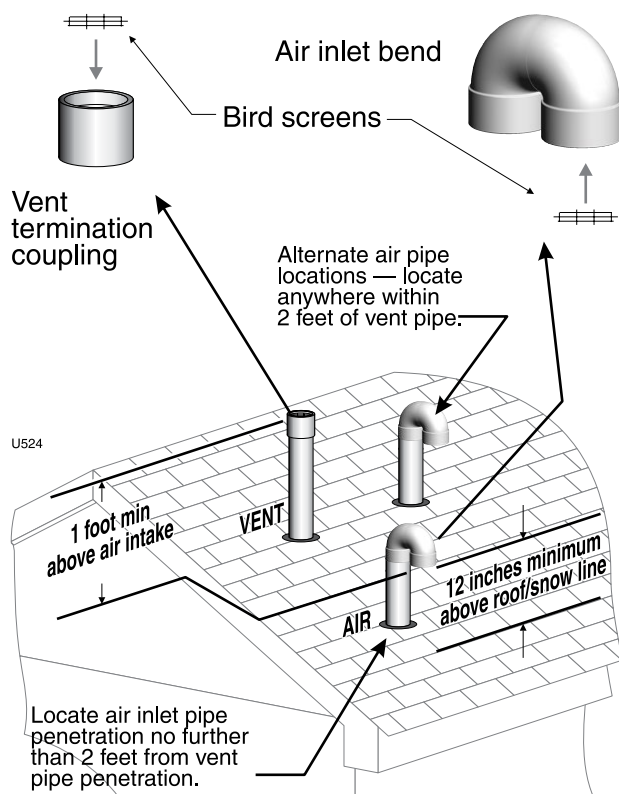 Air inlet bend
Bird screens
Vent
termination
coupling
Alternate air pipe
locations — locate
anywhere within
2 feet of vent pipe.
U524
1 foot min
above air intake
VENT
12 inches minimum
above roof/snow line
AIR
Locate air inlet pipe
penetration no further
than 2 feet from vent
pipe penetration.